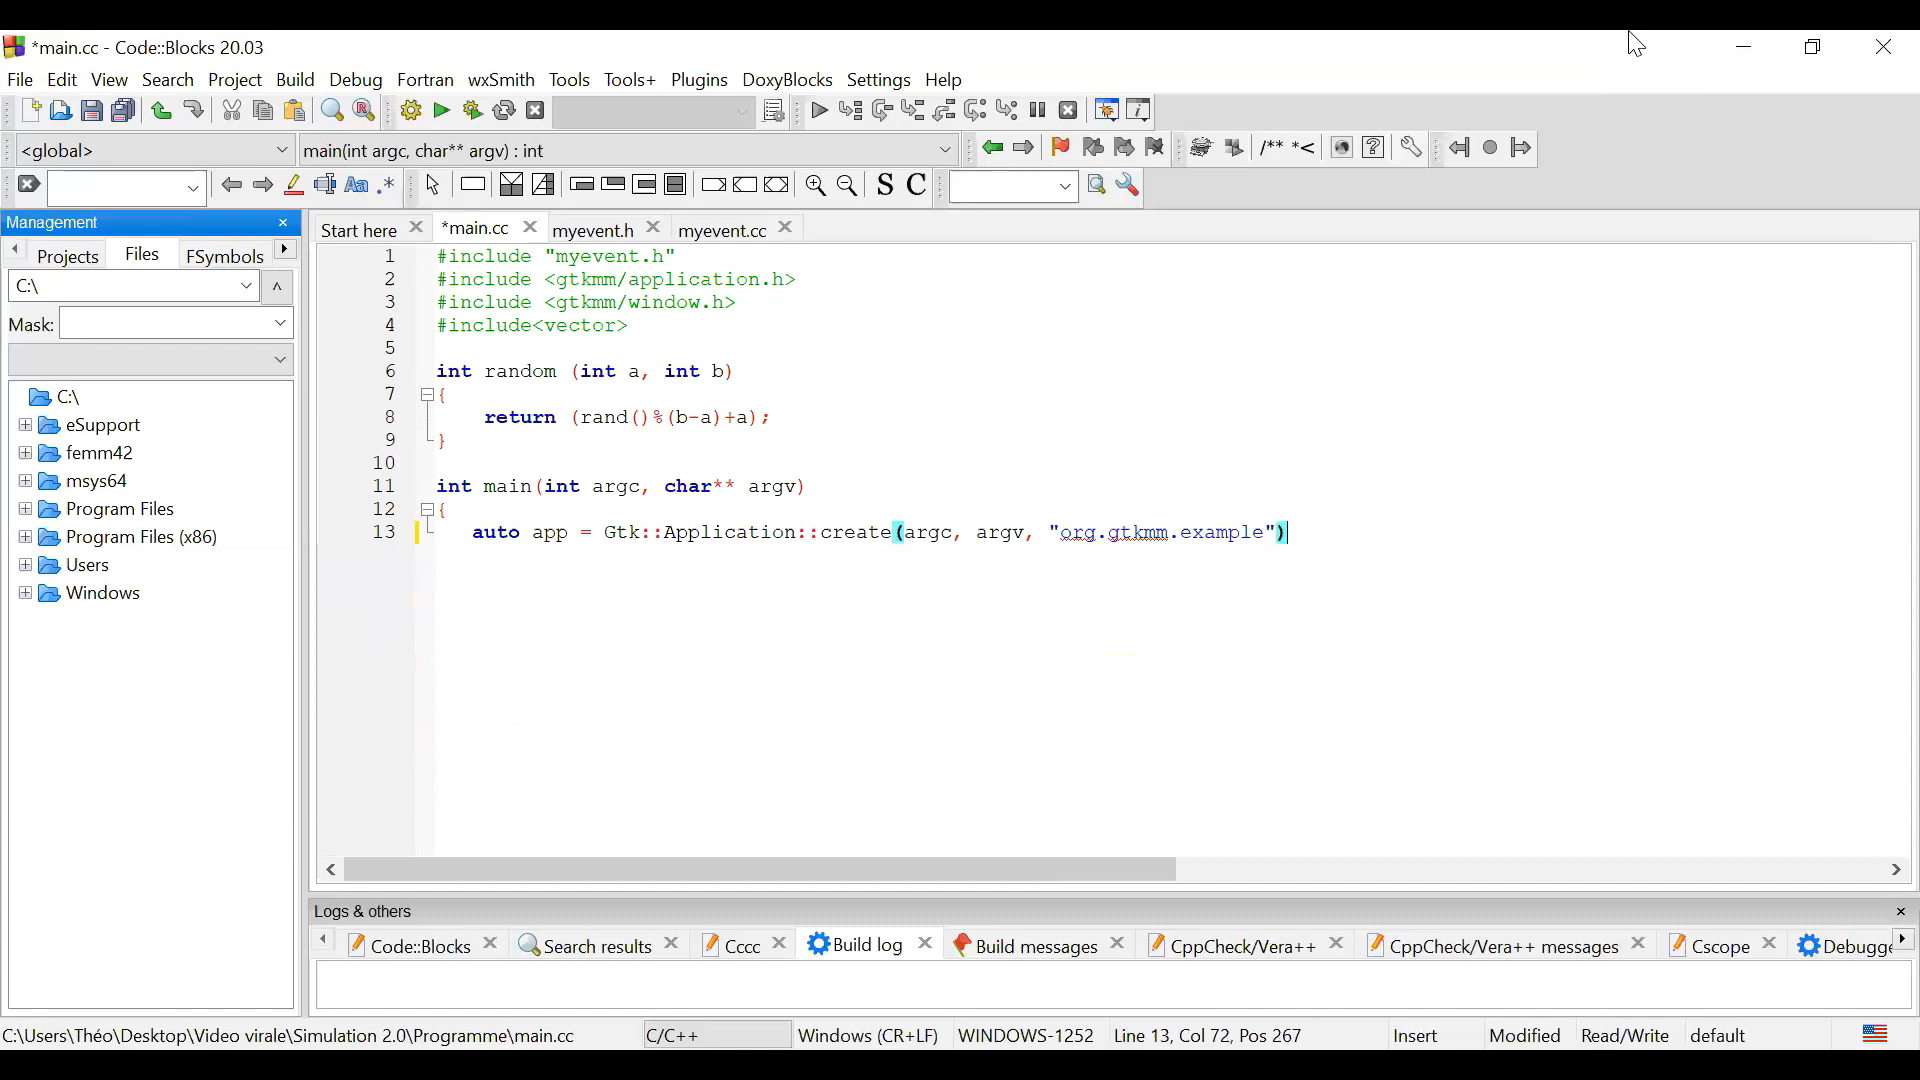 *main.cc - Code::Blocks 20.03
File Edit View Search Project Build Debug Fortran wxSmith Tools Tools+ Plugins DoxyBlocks Settings Help
<global> main(int argc, char** argv) : int /** *<
Aa .* S C
Management
Projects Files FSymbols
C:\
Mask:
C:\
eSupport
femm42
msys64
Program Files
Program Files (x86)
Users
Windows
Start here *main.cc myevent.h myevent.cc
1 #include "myevent.h"
2 #include <gtkmm/application.h>
3 #include <gtkmm/window.h>
4 #include<vector>
5
6 int random (int a, int b)
7 {
8 return (rand()%(b-a)+a);
9 }
10
11 int main(int argc, char** argv)
12 {
13 auto app = Gtk::Application::create(argc, argv, "org.gtkmm.example")
Logs & others
Code::Blocks Search results Cccc Build log Build messages CppCheck/Vera++ CppCheck/Vera++ messages Cscope Debugge
C:\Users\Théo\Desktop\Video virale\Simulation 2.0\Programme\main.cc C/C++ Windows (CR+LF) WINDOWS-1252 Line 13, Col 72, Pos 267 Insert Modified Read/Write default